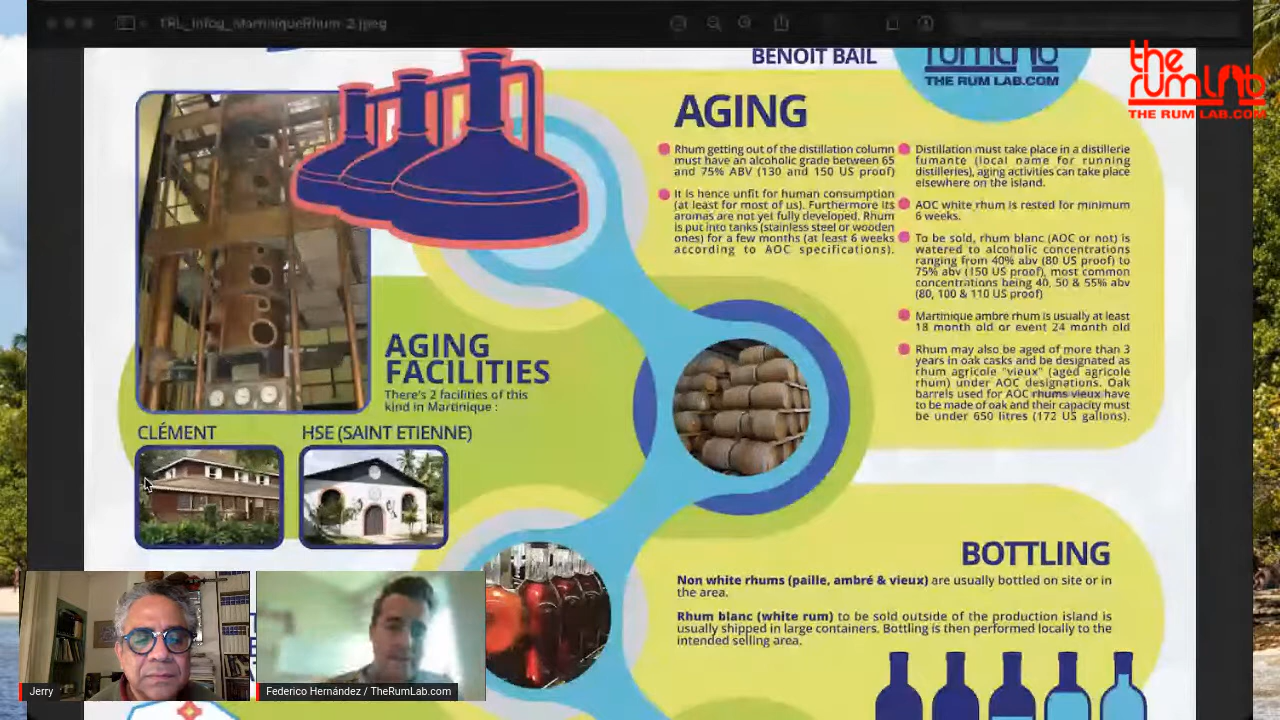 TRL_Infog_MartiniqueRhum-2.jpeg
BENOIT BAIL
rumLab
THE RUM LAB.COM
the
rumLab
THE RUM LAB.COM
AGING
Rhum getting out of the distillation column
must have an alcoholic grade between 65
and 75% ABV (130 and 150 US proof)
It is hence unfit for human consumption
(at least for most of us). Furthermore its
aromas are not yet fully developed. Rhum
is put into tanks (stainless steel or wooden
ones) for a few months (at least 6 weeks
according to AOC specifications).
Distillation must take place in a distillerie
fumante (local name for running
distilleries), aging activities can take place
elsewhere on the island.
AOC white rhum is rested for minimum
6 weeks.
To be sold, rhum blanc (AOC or not) is
watered to alcoholic concentrations
ranging from 40% abv (80 US proof) to
75% abv (150 US proof), most common
concentrations being 40, 50 & 55% abv
(80, 100 & 110 US proof)
Martinique ambre rhum is usually at least
18 month old or event 24 month old
Rhum may also be aged of more than 3
years in oak casks and be designated as
rhum agricole "vieux" (aged agricole
rhum) under AOC designations. Oak
barrels used for AOC rhums vieux have
to be made of oak and their capacity must
be under 650 litres (172 US gallons).
AGING
FACILITIES
There's 2 facilities of this
kind in Martinique :
CLÉMENT
HSE (SAINT ETIENNE)
BOTTLING
Non white rhums (paille, ambré & vieux) are usually bottled on site or in
the area.
Rhum blanc (white rum) to be sold outside of the production island is
usually shipped in large containers. Bottling is then performed locally to the
intended selling area.
Jerry
Federico Hernández / TheRumLab.com